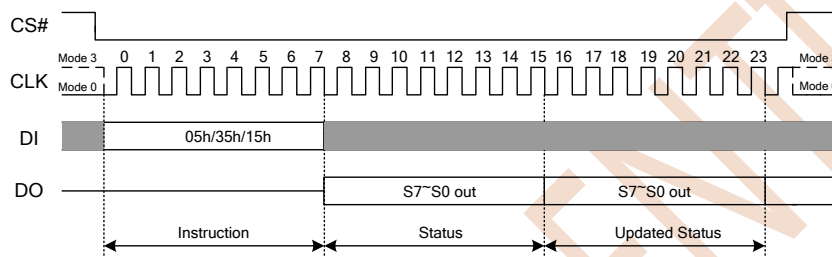 CS#
Mode 3 0 1 2 3 4 5 6 7 8 9 10 11 12 13 14 15 16 17 18 19 20 21 22 23 Mode
CLK
Mode 0 Mode
DI 05h/35h/15h
DO S7~S0 out S7~S0 out
Instruction Status Updated Status